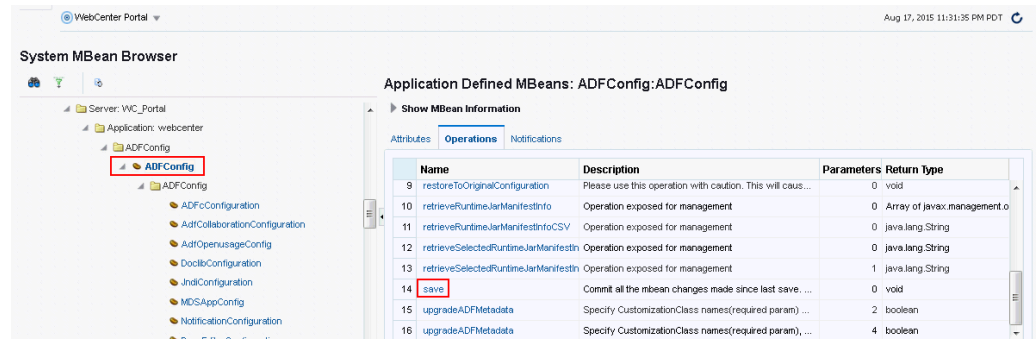 WebCenter Portal
Aug 17, 2015 11:31:35 PM PDT
System MBean Browser
Server: WC_Portal
Application: webcenter
ADFConfig
ADFConfig
ADFConfig
ADFcConfiguration
AdfCollaborationConfiguration
AdfOpenusageConfig
DoclibConfiguration
JndiConfiguration
MDSAppConfig
NotificationConfiguration
Application Defined MBeans: ADFConfig:ADFConfig
Show MBean Information
Attributes Operations Notifications
Name Description Parameters Return Type
9 restoreToOriginalConfiguration Please use this operation with caution. This will caus... 0 void
10 retrieveRuntimeJarManifestInfo Operation exposed for management 0 Array of javax.management.o
11 retrieveRuntimeJarManifestInfoCSV Operation exposed for management 0 java.lang.String
12 retrieveSelectedRuntimeJarManifestIn Operation exposed for management 0 java.lang.String
13 retrieveSelectedRuntimeJarManifestIn Operation exposed for management 1 java.lang.String
14 save Commit all the mbean changes made since last save. ... 0 void
15 upgradeADFMetadata Specify CustomizationClass names(required param) ... 2 boolean
16 upgradeADFMetadata Specify CustomizationClass names(required param), ... 4 boolean